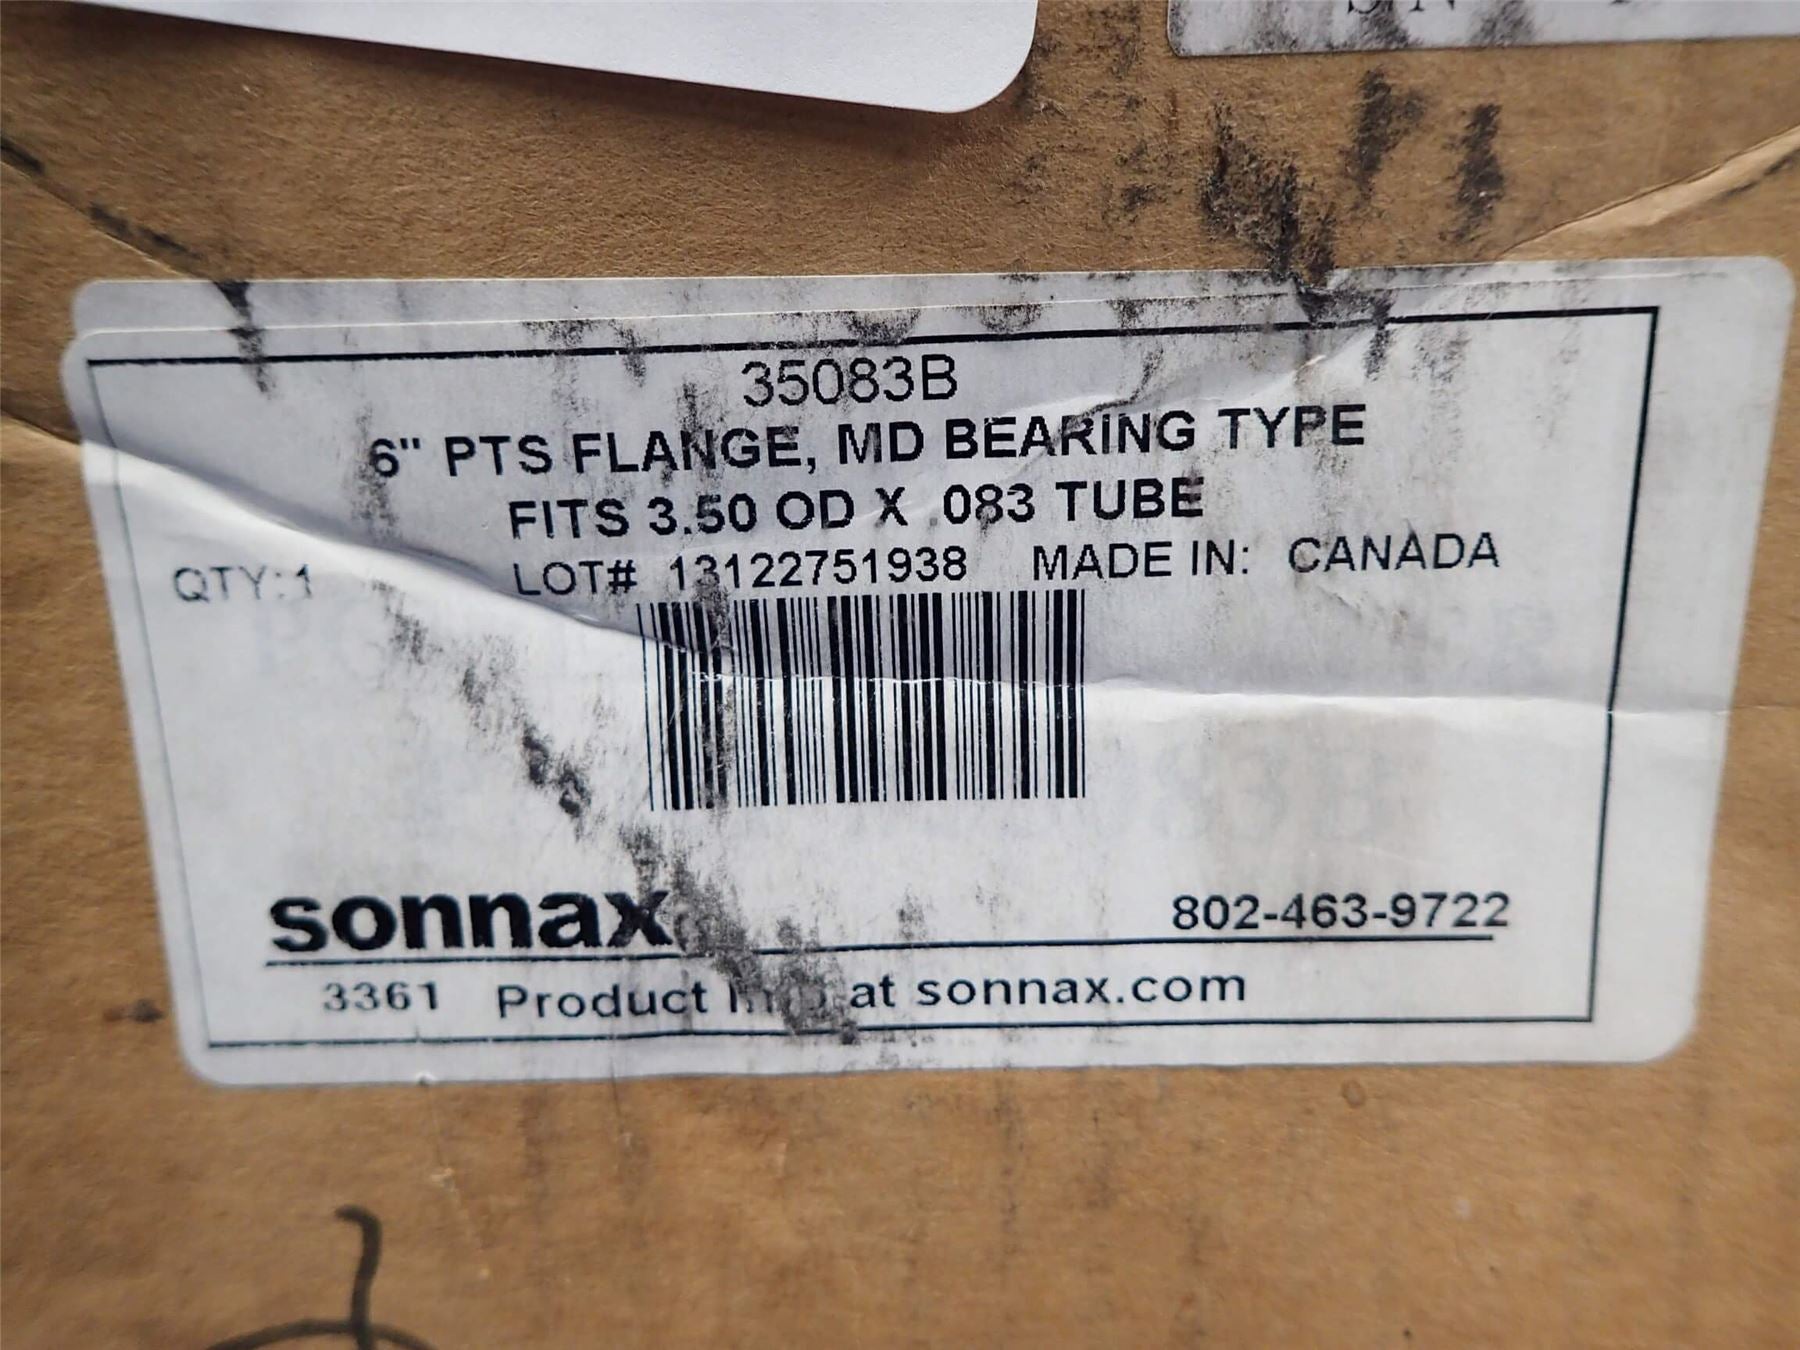 35083B
6" PTS FLANGE, MD BEARING TYPE
FITS 3.50 OD X .083 TUBE
QTY:1 LOT# 13122751938 MADE IN: CANADA
sonnax 802-463-9722
3361 Product at sonnax.com